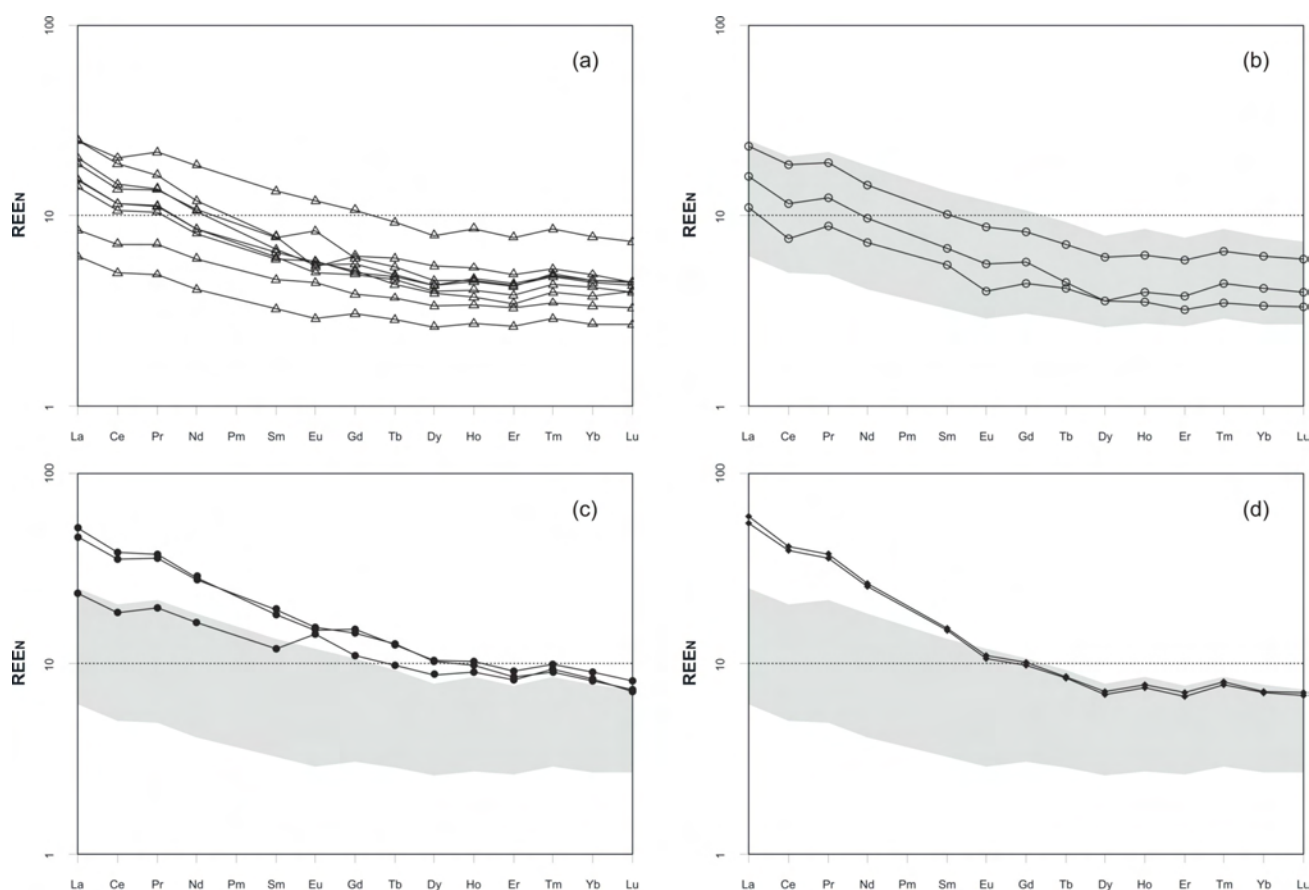 100
(a)
REEN
10
1
La Ce Pr Nd Pm Sm Eu Gd Tb Dy Ho Er Tm Yb Lu
100
(b)
REEN
10
1
La Ce Pr Nd Pm Sm Eu Gd Tb Dy Ho Er Tm Yb Lu
100
(c)
REEN
10
1
La Ce Pr Nd Pm Sm Eu Gd Tb Dy Ho Er Tm Yb Lu
100
(d)
REEN
10
1
La Ce Pr Nd Pm Sm Eu Gd Tb Dy Ho Er Tm Yb Lu